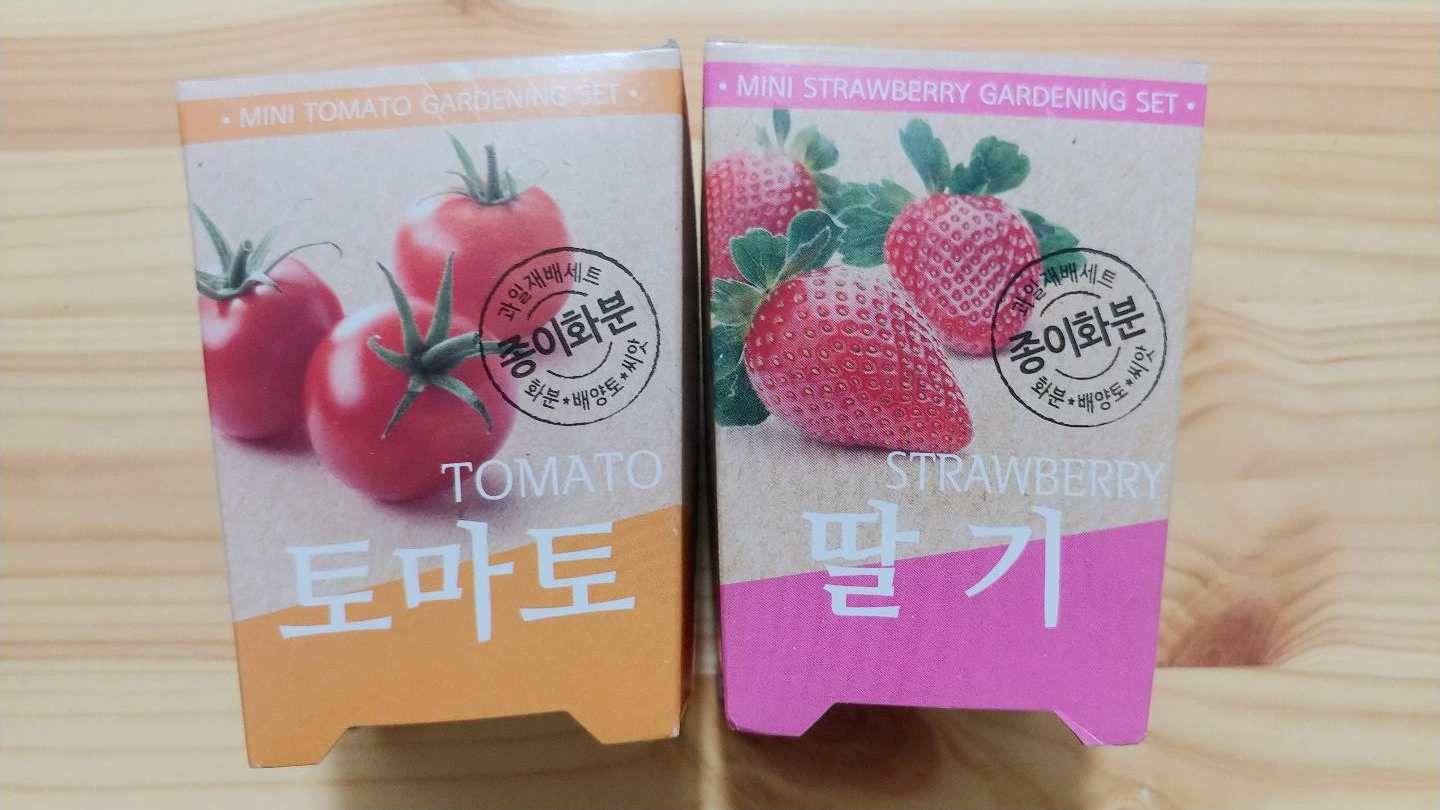 • MINI TOMATO GARDENING SET •
과일재배세트
종이화분
화분★배양토★씨앗
TOMATO
토마토
• MINI STRAWBERRY GARDENING SET •
과일재배세트
종이화분
화분★배양토★씨앗
STRAWBERRY
딸기